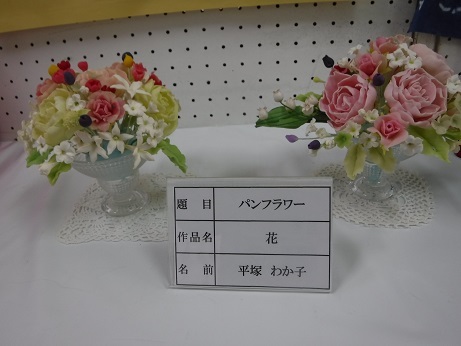 題 目 パンフラワー
作品名 花
名 前 平塚 わか子